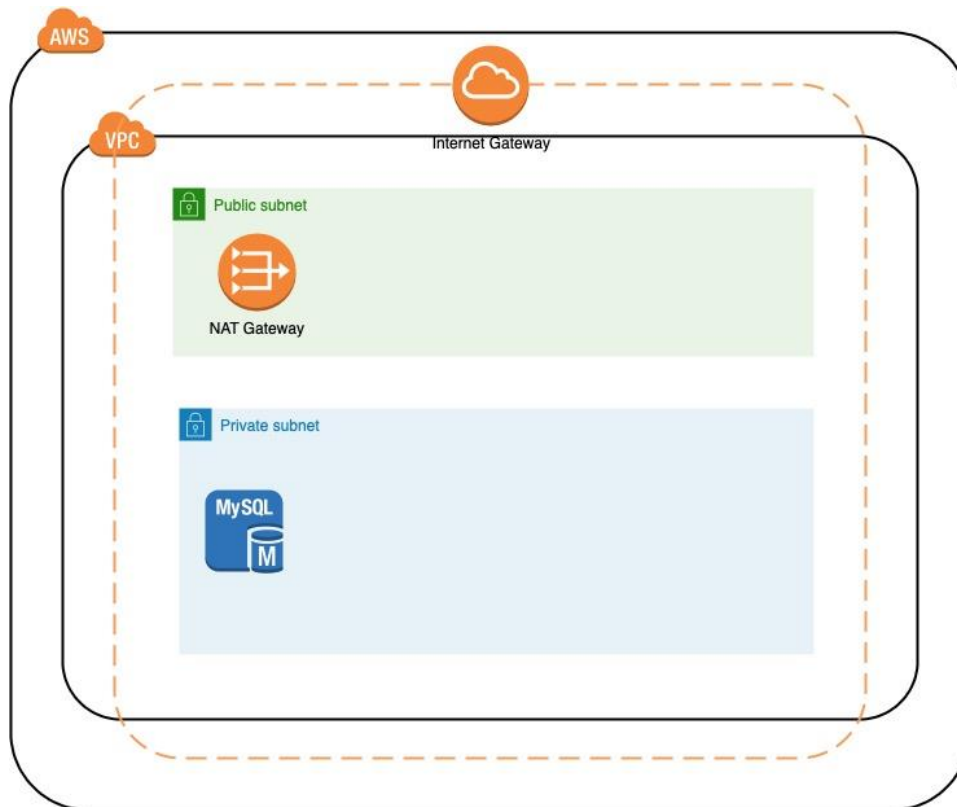 AWS
VPC
Internet Gateway
Public subnet
NAT Gateway
Private subnet
MySQL
M